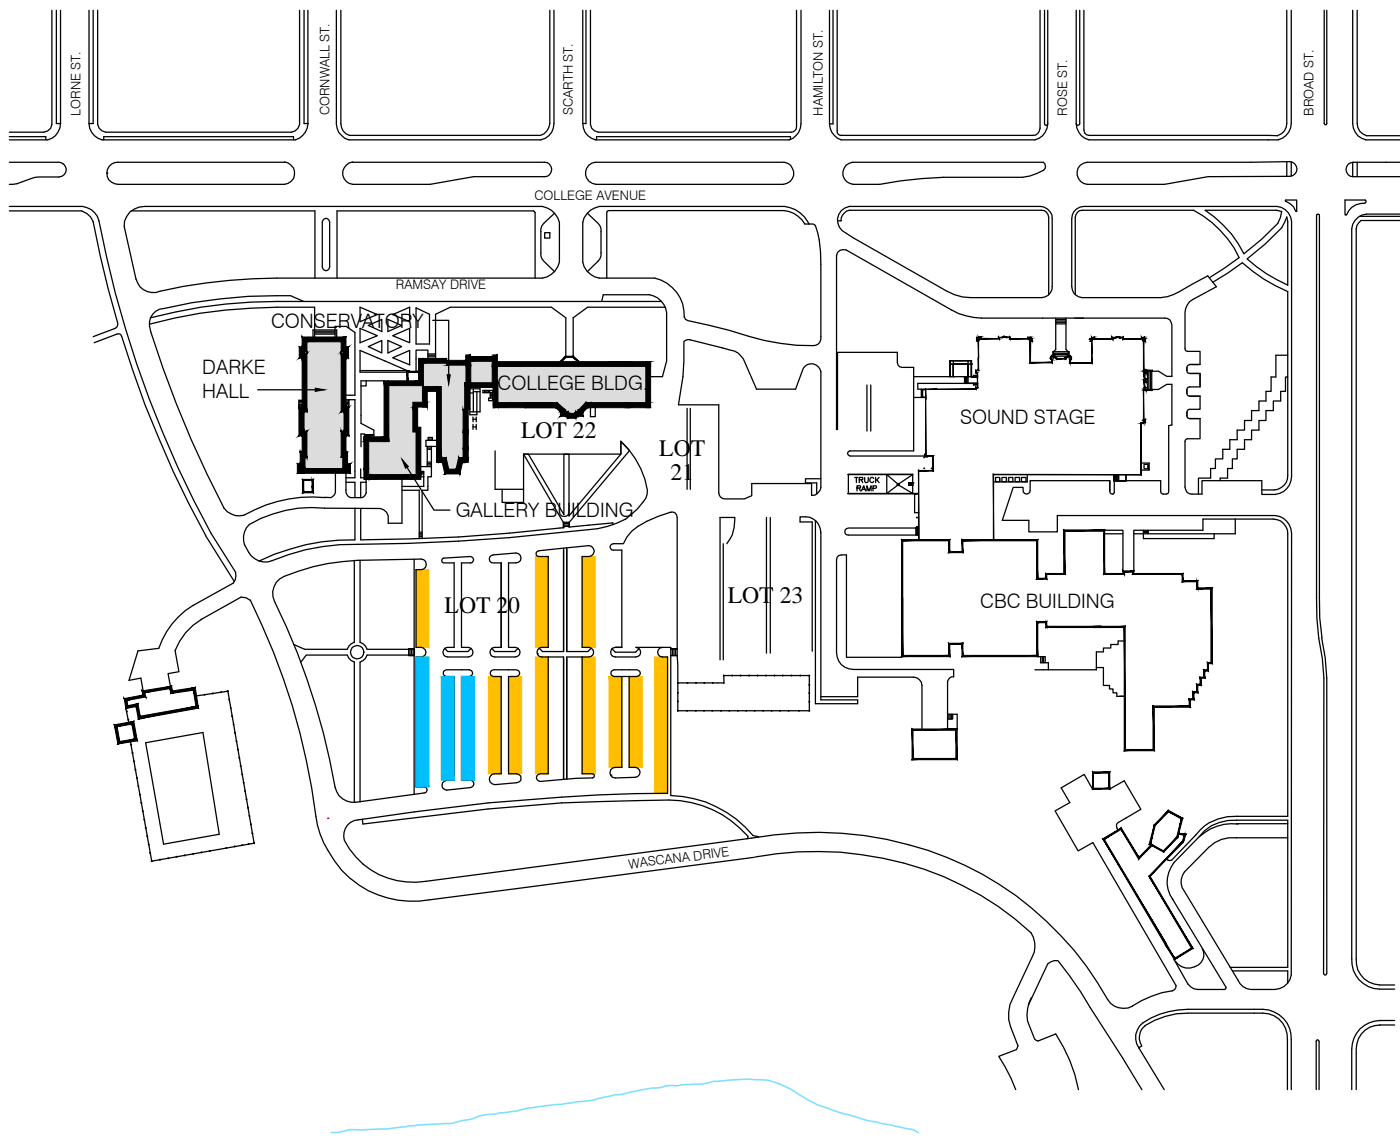 LORNE ST.
CORNWALL ST.
SCARTH ST.
HAMILTON ST.
ROSE ST.
BROAD ST.
COLLEGE AVENUE
RAMSAY DRIVE
CONSERVATORY
DARKE
HALL
COLLEGE BLDG.
SOUND STAGE
LOT 22
LOT
21
TRUCK
RAMP
GALLERY BUILDING
LOT 20
LOT 23
CBC BUILDING
WASCANA DRIVE